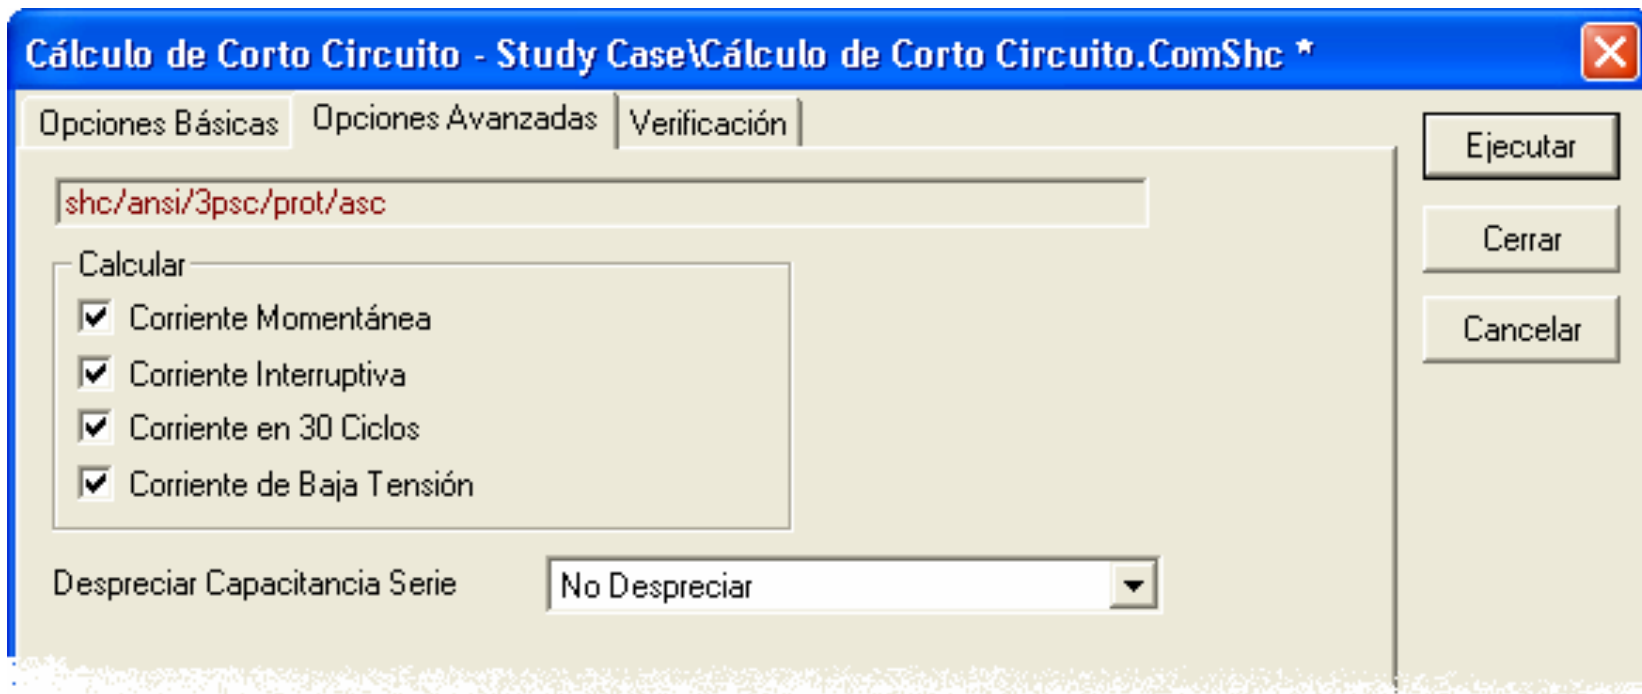 Cálculo de Corto Circuito - Study Case\Cálculo de Corto Circuito.ComShc *
Opciones Básicas
Opciones Avanzadas
Verificación
Ejecutar
Cerrar
Cancelar
shc/ansi/3psc/prot/asc
Calcular
Corriente Momentánea
Corriente Interruptiva
Corriente en 30 Ciclos
Corriente de Baja Tensión
Despreciar Capacitancia Serie
No Despreciar